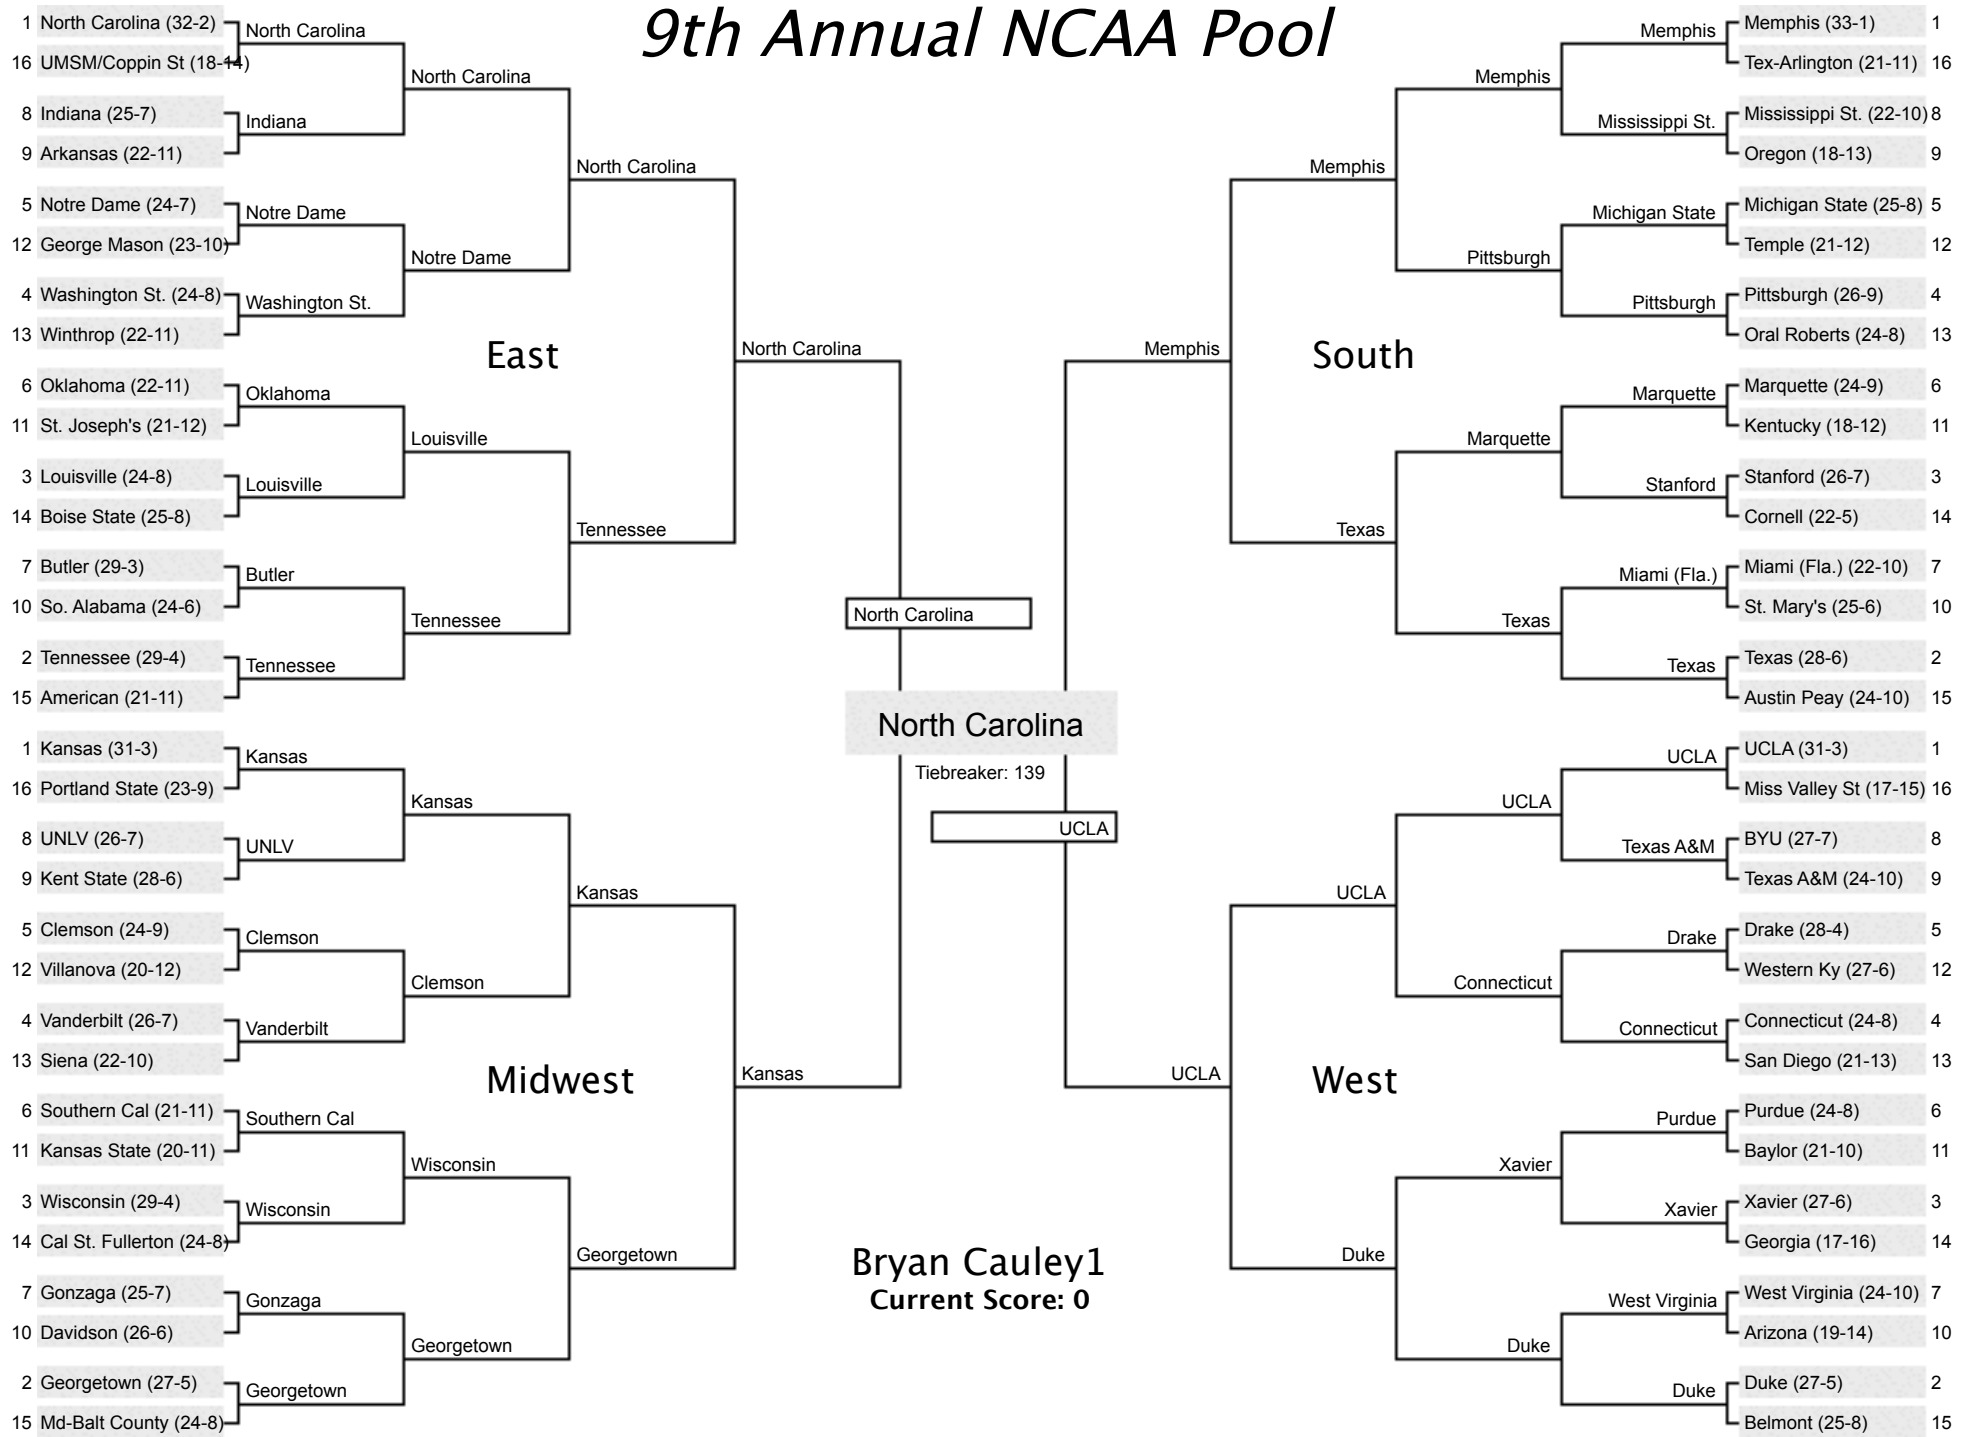 9th Annual NCAA Pool
1 North Carolina (32-2)
16 UMSM/Coppin St (18-14)
8 Indiana (25-7)
9 Arkansas (22-11)
5 Notre Dame (24-7)
12 George Mason (23-10)
4 Washington St. (24-8)
13 Winthrop (22-11)
6 Oklahoma (22-11)
11 St. Joseph's (21-12)
3 Louisville (24-8)
14 Boise State (25-8)
7 Butler (29-3)
10 So. Alabama (24-6)
2 Tennessee (29-4)
15 American (21-11)
North Carolina
Indiana
Notre Dame
Washington St.
Oklahoma
Louisville
Butler
Tennessee
North Carolina
Notre Dame
Louisville
Tennessee
North Carolina
Tennessee
East
North Carolina
1 Kansas (31-3)
16 Portland State (23-9)
8 UNLV (26-7)
9 Kent State (28-6)
5 Clemson (24-9)
12 Villanova (20-12)
4 Vanderbilt (26-7)
13 Siena (22-10)
6 Southern Cal (21-11)
11 Kansas State (20-11)
3 Wisconsin (29-4)
14 Cal St. Fullerton (24-8)
7 Gonzaga (25-7)
10 Davidson (26-6)
2 Georgetown (27-5)
15 Md-Balt County (24-8)
Kansas
UNLV
Clemson
Vanderbilt
Southern Cal
Wisconsin
Gonzaga
Georgetown
Kansas
Clemson
Wisconsin
Georgetown
Kansas
Georgetown
Midwest
Kansas
North Carolina
North Carolina
Tiebreaker: 139
UCLA
Bryan Cauley1
Current Score: 0
Memphis (33-1) 1
Tex-Arlington (21-11) 16
Mississippi St. (22-10) 8
Oregon (18-13) 9
Michigan State (25-8) 5
Temple (21-12) 12
Pittsburgh (26-9) 4
Oral Roberts (24-8) 13
Marquette (24-9) 6
Kentucky (18-12) 11
Stanford (26-7) 3
Cornell (22-5) 14
Miami (Fla.) (22-10) 7
St. Mary's (25-6) 10
Texas (28-6) 2
Austin Peay (24-10) 15
Memphis
Mississippi St.
Michigan State
Pittsburgh
Marquette
Stanford
Miami (Fla.)
Texas
Memphis
Pittsburgh
Marquette
Texas
Memphis
Texas
South
Memphis
UCLA (31-3) 1
Miss Valley St (17-15) 16
BYU (27-7) 8
Texas A&M (24-10) 9
Drake (28-4) 5
Western Ky (27-6) 12
Connecticut (24-8) 4
San Diego (21-13) 13
Purdue (24-8) 6
Baylor (21-10) 11
Xavier (27-6) 3
Georgia (17-16) 14
West Virginia (24-10) 7
Arizona (19-14) 10
Duke (27-5) 2
Belmont (25-8) 15
UCLA
Texas A&M
Drake
Connecticut
Purdue
Xavier
West Virginia
Duke
UCLA
Connecticut
Xavier
Duke
UCLA
Duke
West
UCLA